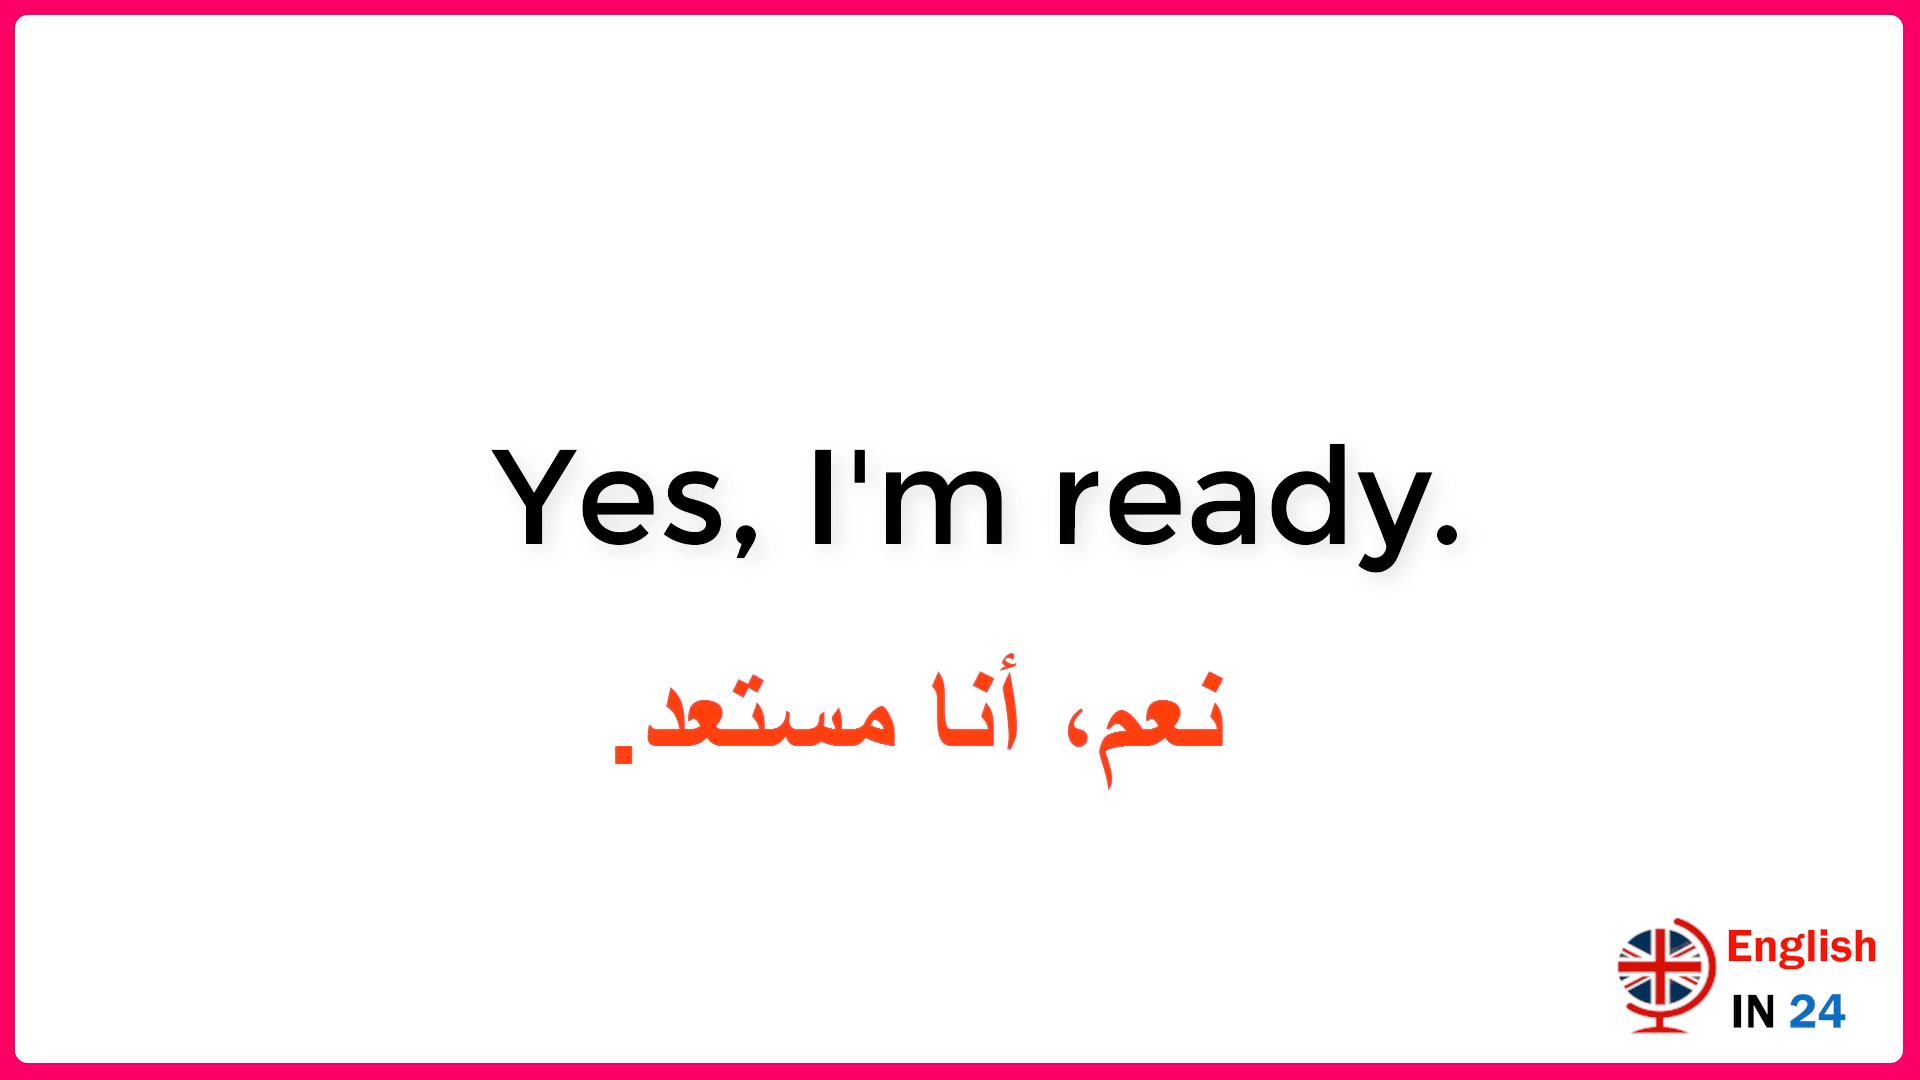 Yes, I'm ready.
نعم، أنا مستعد.
English
IN 24